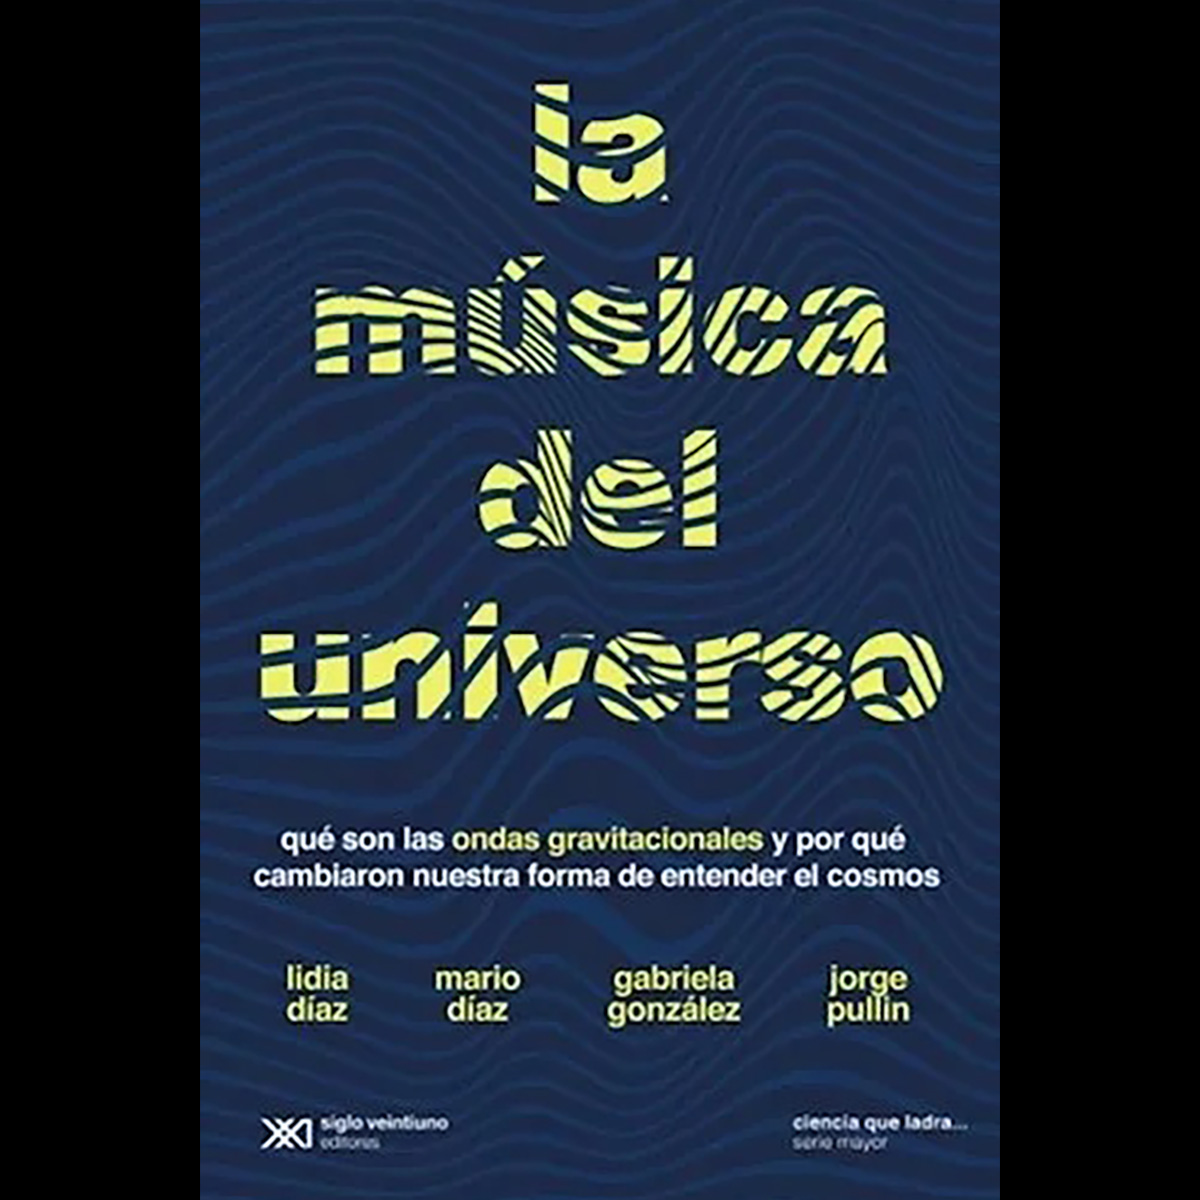 la
música
del
universo
qué son las ondas gravitacionales y por qué
cambiaron nuestra forma de entender el cosmos
lidia díaz
mario díaz
gabriela gonzález
jorge pullin
siglo veintiuno
editores
ciencia que ladra...
serie mayor